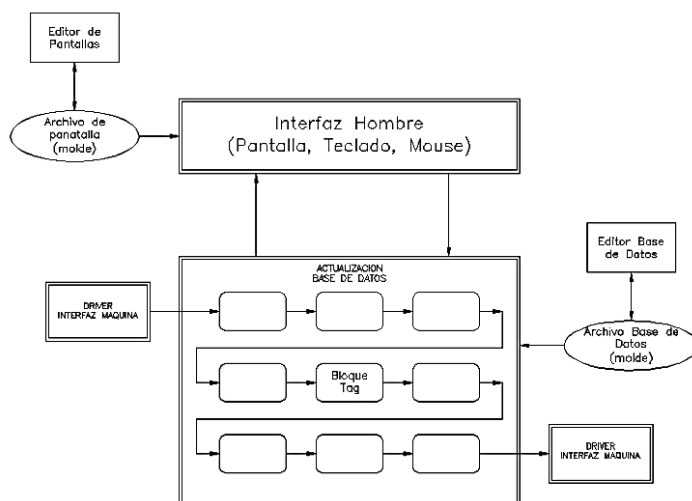 Editor de
Pantallas
Archivo de
panatalla
(molde)
Interfaz Hombre
(Pantalla, Teclado, Mouse)
Editor Base
de Datos
ACTUALIZACION
BASE DE DATOS
DRIVER
INTERFAZ MAQUINA
Archivo Base de
Datos
(molde)
Bloque
Tag
DRIVER
INTERFAZ MAQUINA